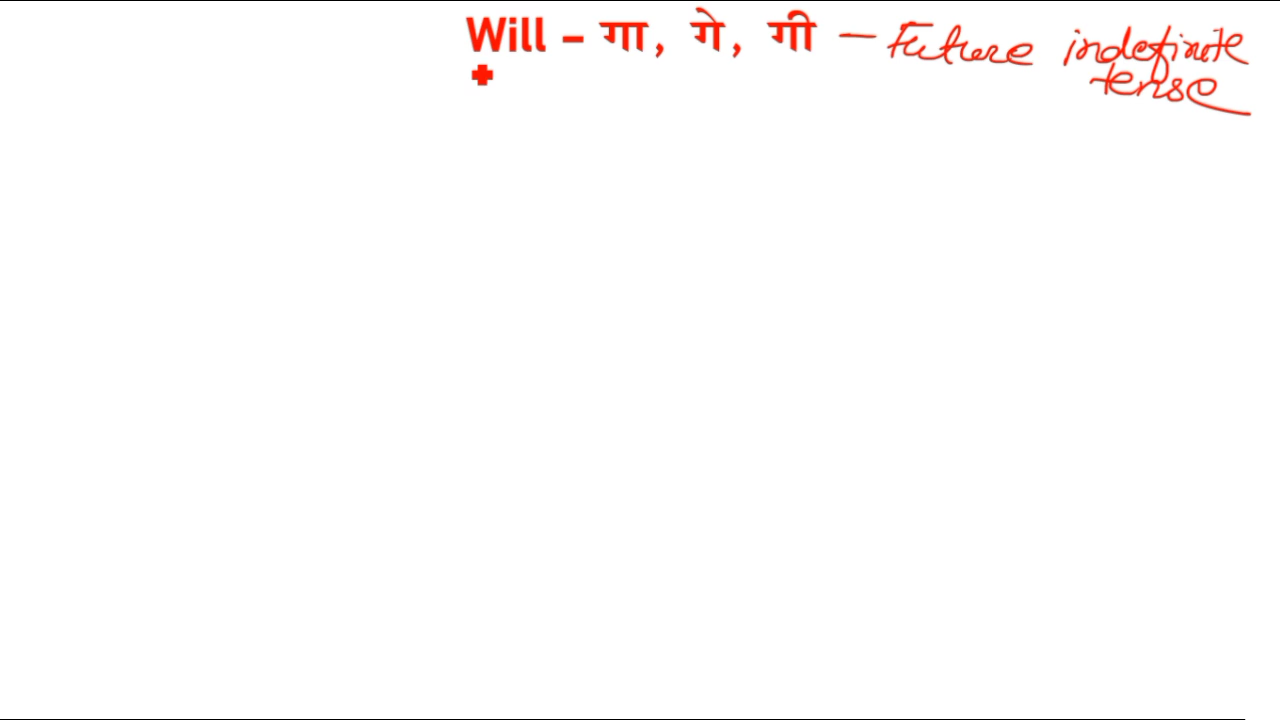 Will – गा, गे, गी — Future indefinite
tense